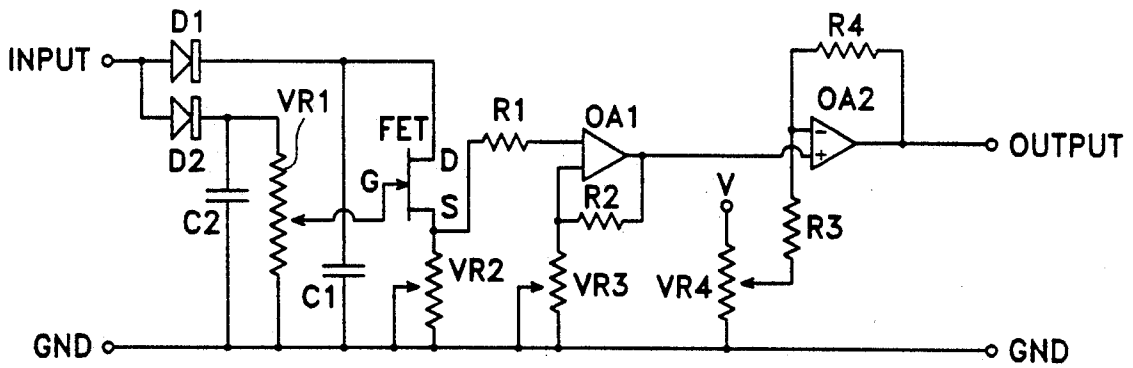 D1
R4
INPUT
VR1
OA2
FET
R1
OA1
D2
D
OUTPUT
G
V
S
R2
C2
R3
VR2
VR3
VR4
C1
GND
GND